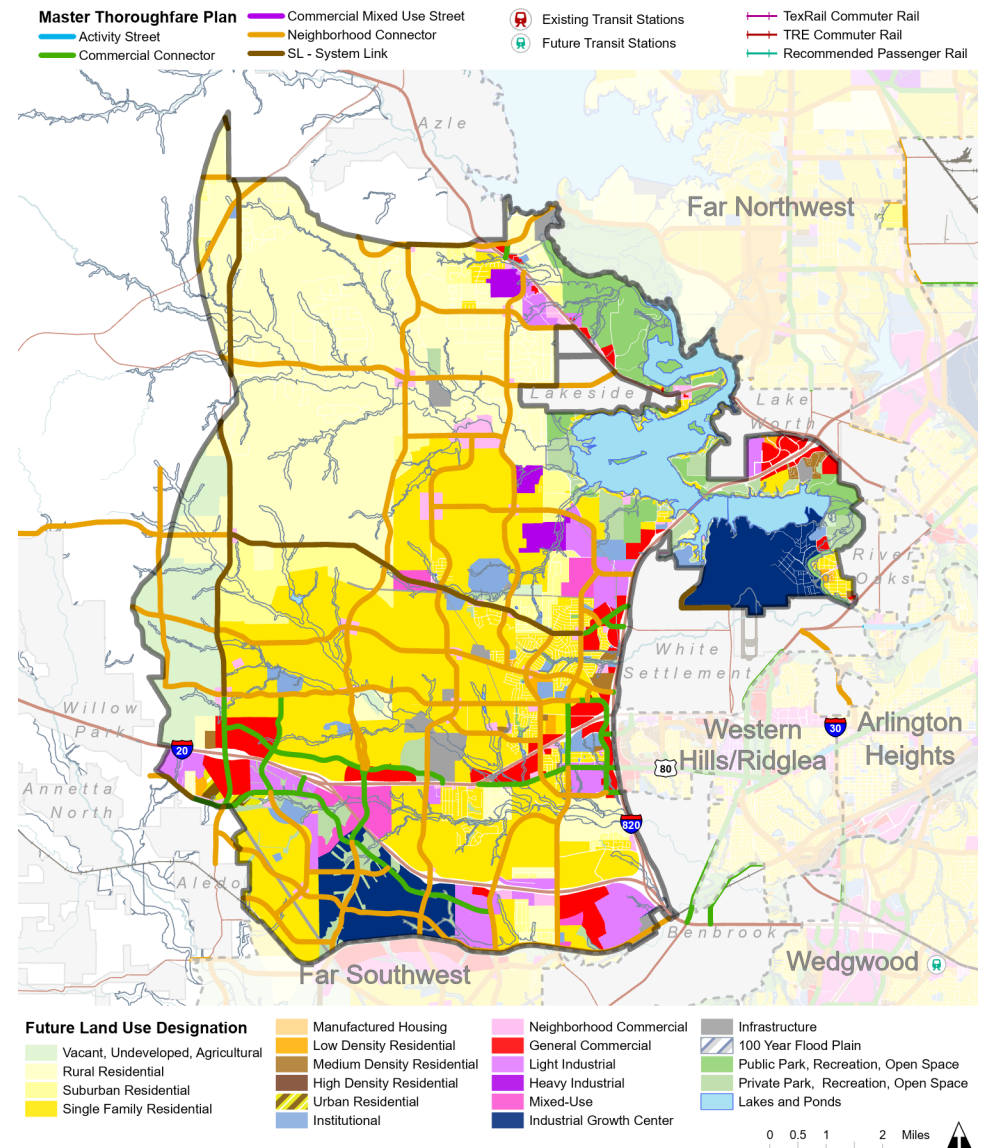 Master Thoroughfare Plan
Activity Street
Commercial Connector
Commercial Mixed Use Street
Neighborhood Connector
SL - System Link
Existing Transit Stations
Future Transit Stations
TexRail Commuter Rail
TRE Commuter Rail
Recommended Passenger Rail
Azle
Far Northwest
Lakeside
Lake
Worth
River
Oaks
White
Settlement
Willow
Park
20
Western
Hills/Ridglea
30
Arlington
Heights
80
Annetta
North
820
Aledo
Benbrook
Far Southwest
Wedgwood
Future Land Use Designation
Vacant, Undeveloped, Agricultural
Rural Residential
Suburban Residential
Single Family Residential
Manufactured Housing
Low Density Residential
Medium Density Residential
High Density Residential
Urban Residential
Institutional
Neighborhood Commercial
General Commercial
Light Industrial
Heavy Industrial
Mixed-Use
Industrial Growth Center
Infrastructure
100 Year Flood Plain
Public Park, Recreation, Open Space
Private Park, Recreation, Open Space
Lakes and Ponds
0 0.5 1 2 Miles